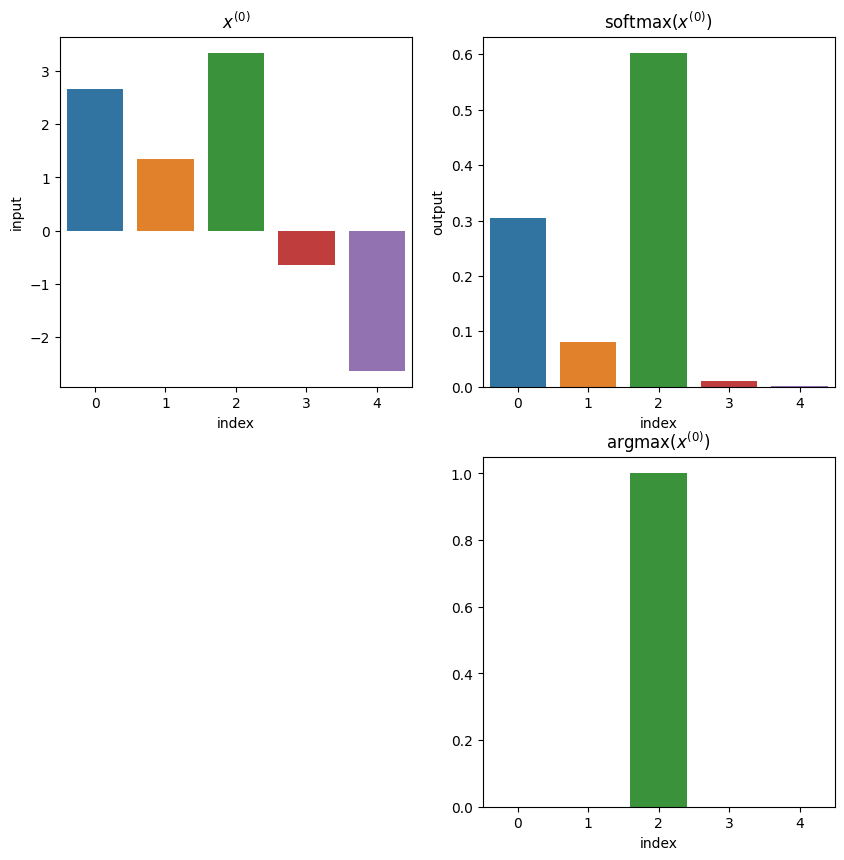 x^(0)
3
2
1
0
−1
−2
input
0 1 2 3 4
index
softmax(x^(0))
0.6
0.5
0.4
0.3
0.2
0.1
0.0
output
0 1 2 3 4
index
argmax(x^(0))
1.0
0.8
0.6
0.4
0.2
0.0
0 1 2 3 4
index